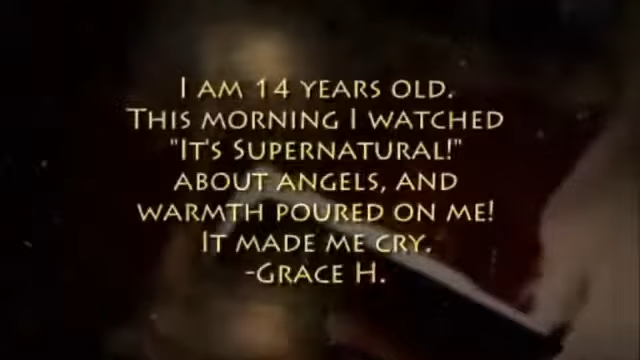 I AM 14 YEARS OLD.
THIS MORNING I WATCHED
"IT'S SUPERNATURAL!"
ABOUT ANGELS, AND
WARMTH POURED ON ME!
IT MADE ME CRY.
-GRACE H.